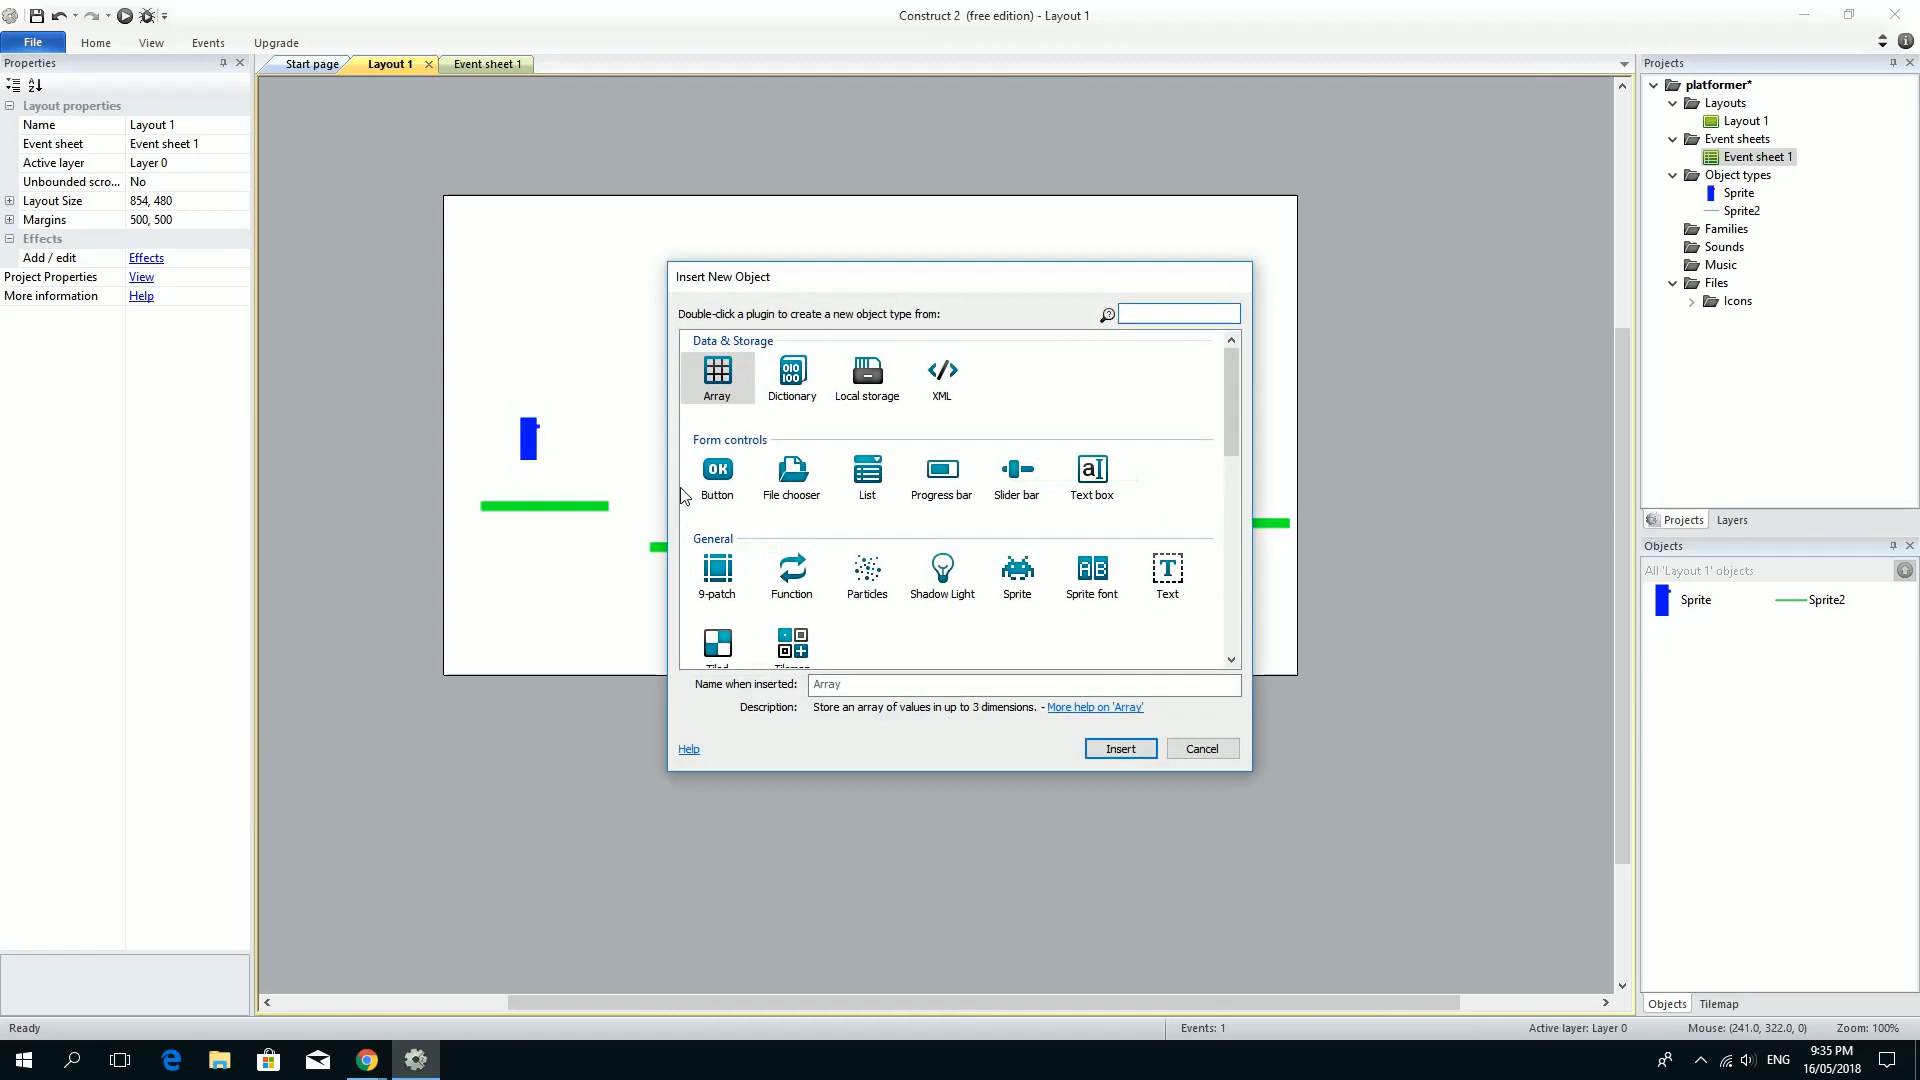 Construct 2 (free edition) - Layout 1
File Home View Events Upgrade
Properties
Start page Layout 1 Event sheet 1
Layout properties
Name Layout 1
Event sheet Event sheet 1
Active layer Layer 0
Unbounded scro... No
Layout Size 854, 480
Margins 500, 500
Effects
Add / edit Effects
Project Properties View
More information Help
Insert New Object
Double-click a plugin to create a new object type from:
Data & Storage
Array Dictionary Local storage XML
Form controls
Button File chooser List Progress bar Slider bar Text box
General
9-patch Function Particles Shadow Light Sprite Sprite font Text
Name when inserted: Array
Description: Store an array of values in up to 3 dimensions. - More help on 'Array'
Help Insert Cancel
Projects
platformer*
Layouts
Layout 1
Event sheets
Event sheet 1
Object types
Sprite
Sprite2
Families
Sounds
Music
Files
Icons
Projects Layers
Objects
All 'Layout 1' objects
Sprite Sprite2
Objects Tilemap
Ready Events: 1 Active layer: Layer 0 Mouse: (241.0, 322.0, 0) Zoom: 100%
ENG
9:35 PM
16/05/2018